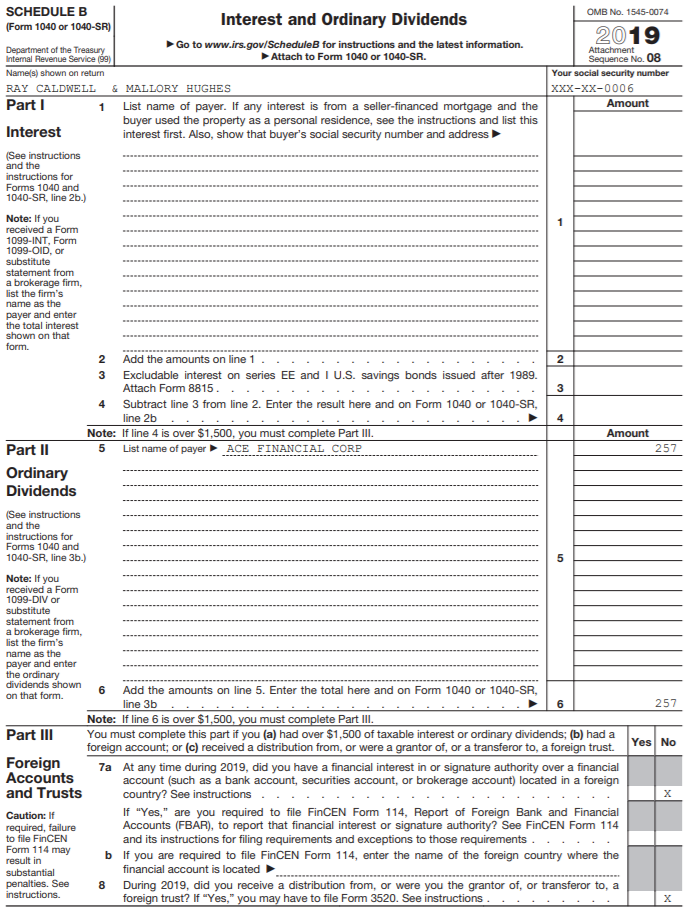 SCHEDULE B
(Form 1040 or 1040-SR)
Department of the Treasury
Internal Revenue Service (99)
Interest and Ordinary Dividends
▶ Go to www.irs.gov/ScheduleB for instructions and the latest information.
▶ Attach to Form 1040 or 1040-SR.
OMB No. 1545-0074
2019
Attachment
Sequence No. 08
Name(s) shown on return
RAY CALDWELL & MALLORY HUGHES
Your social security number
XXX-XX-0006
Part I
Interest
(See instructions
and the
instructions for
Forms 1040 and
1040-SR, line 2b.)
Note: If you
received a Form
1099-INT, Form
1099-OID, or
substitute
statement from
a brokerage firm,
list the firm's
name as the
payer and enter
the total interest
shown on that
form.
1 List name of payer. If any interest is from a seller-financed mortgage and the
buyer used the property as a personal residence, see the instructions and list this
interest first. Also, show that buyer's social security number and address ▶
Amount
1
2 Add the amounts on line 1 . . . . . . . . . . . . . . . . . . 2
3 Excludable interest on series EE and I U.S. savings bonds issued after 1989.
Attach Form 8815 . . . . . . . . . . . . . . . . . . . . . 3
4 Subtract line 3 from line 2. Enter the result here and on Form 1040 or 1040-SR,
line 2b . . . . . . . . . . . . . . . . . . . . . . . ▶ 4
Note: If line 4 is over $1,500, you must complete Part III.
Amount
Part II
Ordinary
Dividends
(See instructions
and the
instructions for
Forms 1040 and
1040-SR, line 3b.)
Note: If you
received a Form
1099-DIV or
substitute
statement from
a brokerage firm,
list the firm's
name as the
payer and enter
the ordinary
dividends shown
on that form.
5 List name of payer ▶ ACE FINANCIAL CORP 257
5
6 Add the amounts on line 5. Enter the total here and on Form 1040 or 1040-SR,
line 3b . . . . . . . . . . . . . . . . . . . . . . . ▶ 6 257
Note: If line 6 is over $1,500, you must complete Part III.
Part III
Foreign
Accounts
and Trusts
Caution: If
required, failure
to file FinCEN
Form 114 may
result in
substantial
penalties. See
instructions.
You must complete this part if you (a) had over $1,500 of taxable interest or ordinary dividends; (b) had a
foreign account; or (c) received a distribution from, or were a grantor of, or a transferor to, a foreign trust.
Yes No
7a At any time during 2019, did you have a financial interest in or signature authority over a financial
account (such as a bank account, securities account, or brokerage account) located in a foreign
country? See instructions . . . . . . . . . . . . . . . . . . . . . . . X
If "Yes," are you required to file FinCEN Form 114, Report of Foreign Bank and Financial
Accounts (FBAR), to report that financial interest or signature authority? See FinCEN Form 114
and its instructions for filing requirements and exceptions to those requirements . . . . . .
b If you are required to file FinCEN Form 114, enter the name of the foreign country where the
financial account is located ▶
8 During 2019, did you receive a distribution from, or were you the grantor of, or transferor to, a
foreign trust? If "Yes," you may have to file Form 3520. See instructions . . . . . . . . X